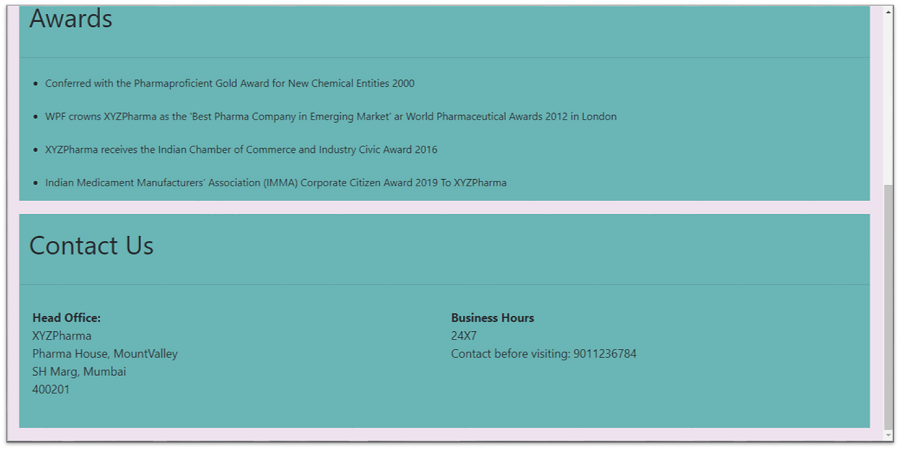 Awards
• Conferred with the Pharmaproficient Gold Award for New Chemical Entities 2000
• WPF crowns XYZPharma as the 'Best Pharma Company in Emerging Market' ar World Pharmaceutical Awards 2012 in London
• XYZPharma receives the Indian Chamber of Commerce and Industry Civic Award 2016
• Indian Medicament Manufacturers' Association (IMMA) Corporate Citizen Award 2019 To XYZPharma
Contact Us
Head Office:
XYZPharma
Pharma House, MountValley
SH Marg, Mumbai
400201
Business Hours
24X7
Contact before visiting: 9011236784